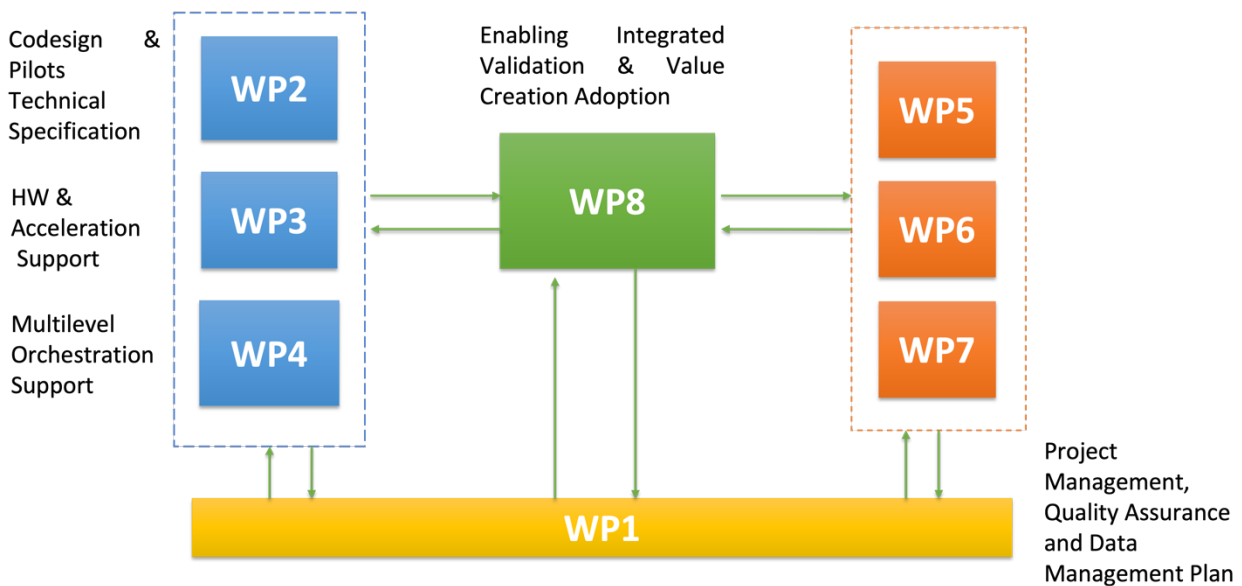 Codesign &
Pilots
Technical
Specification
WP2
HW &
Acceleration
Support
WP3
Multilevel
Orchestration
Support
WP4
Enabling Integrated
Validation & Value
Creation Adoption
WP8
WP5
WP6
WP7
WP1
Project
Management,
Quality Assurance
and Data
Management Plan